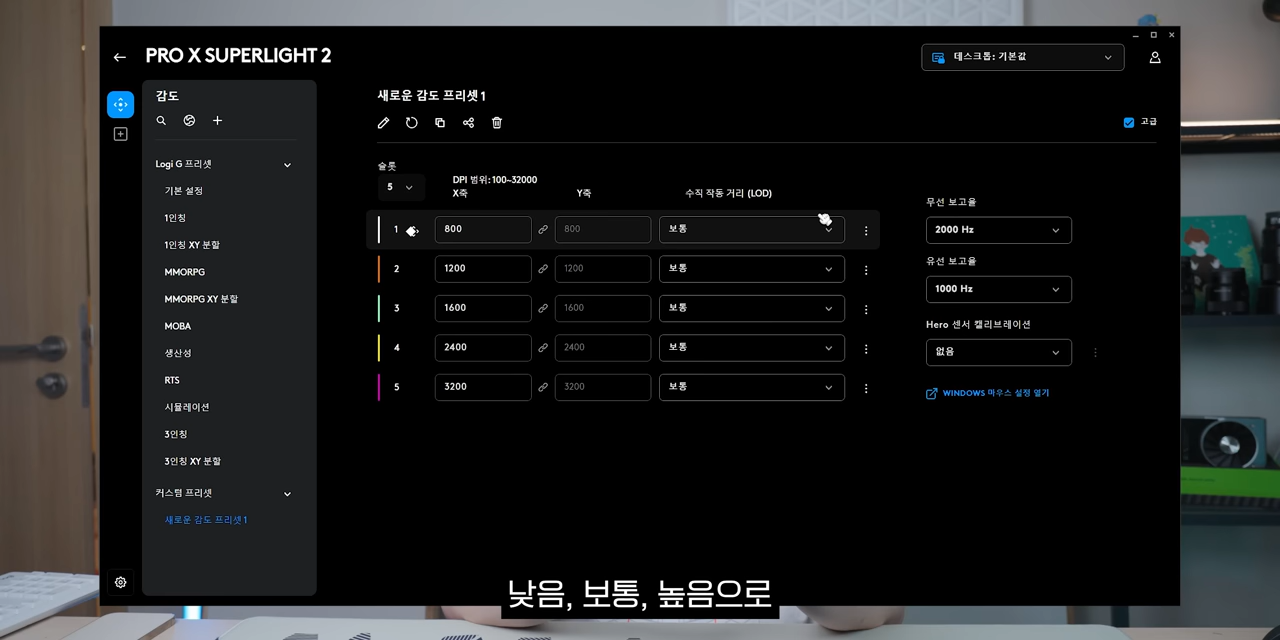 PRO X SUPERLIGHT 2
데스크톱: 기본값
감도
Logi G 프리셋
기본 설정
1인칭
1인칭 XY 분할
MMORPG
MMORPG XY 분할
MOBA
생산성
RTS
시뮬레이션
3인칭
3인칭 XY 분할
커스텀 프리셋
새로운 감도 프리셋 1
새로운 감도 프리셋 1
고급
슬롯
5
DPI 범위: 100~32000
X축 Y축 수직 작동 거리 (LOD)
1 800 800 보통
2 1200 1200 보통
3 1600 1600 보통
4 2400 2400 보통
5 3200 3200 보통
무선 보고율
2000 Hz
유선 보고율
1000 Hz
Hero 센서 캘리브레이션
없음
WINDOWS 마우스 설정 열기
낮음, 보통, 높음으로